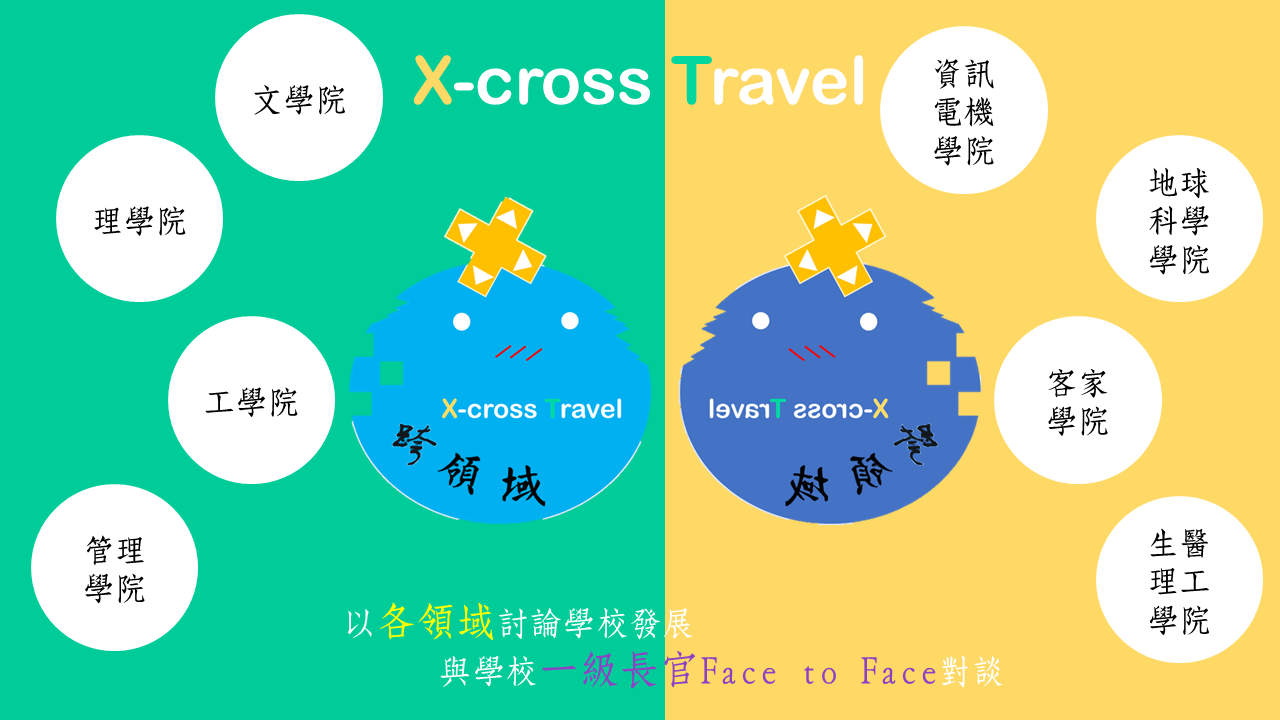 X-cross Travel
文學院
理學院
工學院
管理
學院
資訊
電機
學院
地球
科學
學院
客家
學院
生醫
理工
學院
X-cross Travel
跨領域
X-cross Travel
跨領域
以各領域討論學校發展
與學校一級長官Face to Face對談